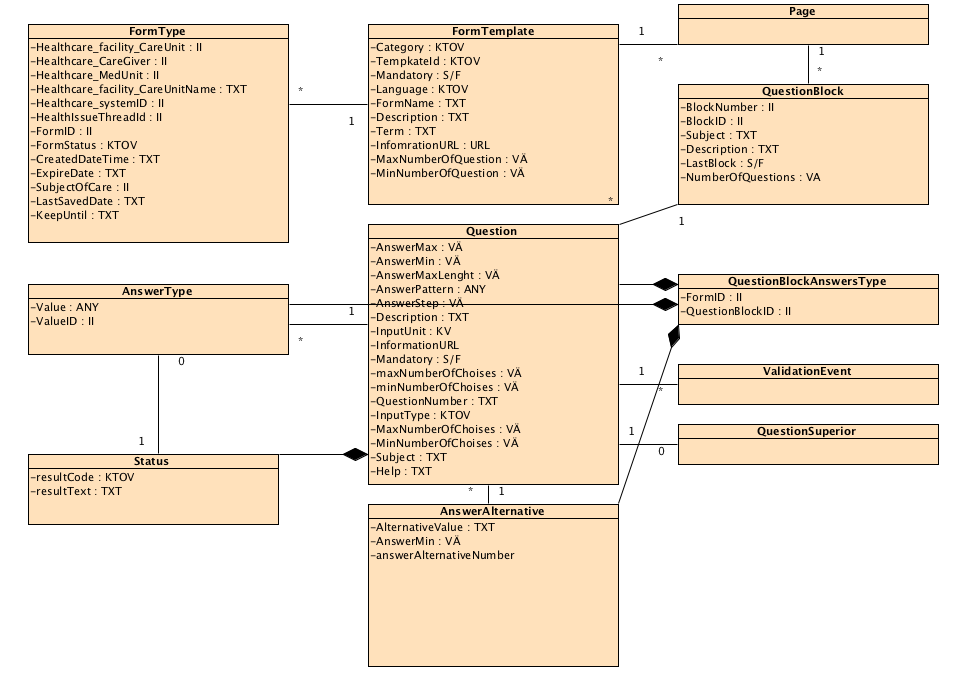 FormType
-Healthcare_facility_CareUnit : II
-Healthcare_CareGiver : II
-Healthcare_MedUnit : II
-Healthcare_facility_CareUnitName : TXT
-Healthcare_systemID : II
-HealthIssueThreadId : II
-FormID : II
-FormStatus : KTOV
-CreatedDateTime : TXT
-ExpireDate : TXT
-SubjectOfCare : II
-LastSavedDate : TXT
-KeepUntil : TXT
*
1
FormTemplate
-Category : KTOV
-TempkateId : KTOV
-Mandatory : S/F
-Language : KTOV
-FormName : TXT
-Description : TXT
-Term : TXT
-InfomrationURL : URL
-MaxNumberOfQuestion : VÄ
-MinNumberOfQuestion : VÄ
*
1
*
Page
1
*
QuestionBlock
-BlockNumber : II
-BlockID : II
-Subject : TXT
-Description : TXT
-LastBlock : S/F
-NumberOfQuestions : VA
1
AnswerType
-Value : ANY
-ValueID : II
1
*
0
1
Status
-resultCode : KTOV
-resultText : TXT
Question
-AnswerMax : VÄ
-AnswerMin : VÄ
-AnswerMaxLenght : VÄ
-AnswerPattern : ANY
-AnswerStep : VÄ
-Description : TXT
-InputUnit : KV
-InformationURL
-Mandatory : S/F
-maxNumberOfChoises : VÄ
-minNumberOfChoices : VÄ
-QuestionNumber : TXT
-InputType : KTOV
-MaxNumberOfChoises : VÄ
-MinNumberOfChoices : VÄ
-Subject : TXT
-Help : TXT
QuestionBlockAnswersType
-FormID : II
-QuestionBlockID : II
1
*
ValidationEvent
1
0
QuestionSuperior
*
1
AnswerAlternative
-AlternativeValue : TXT
-AnswerMin : VÄ
-answerAlternativeNumber